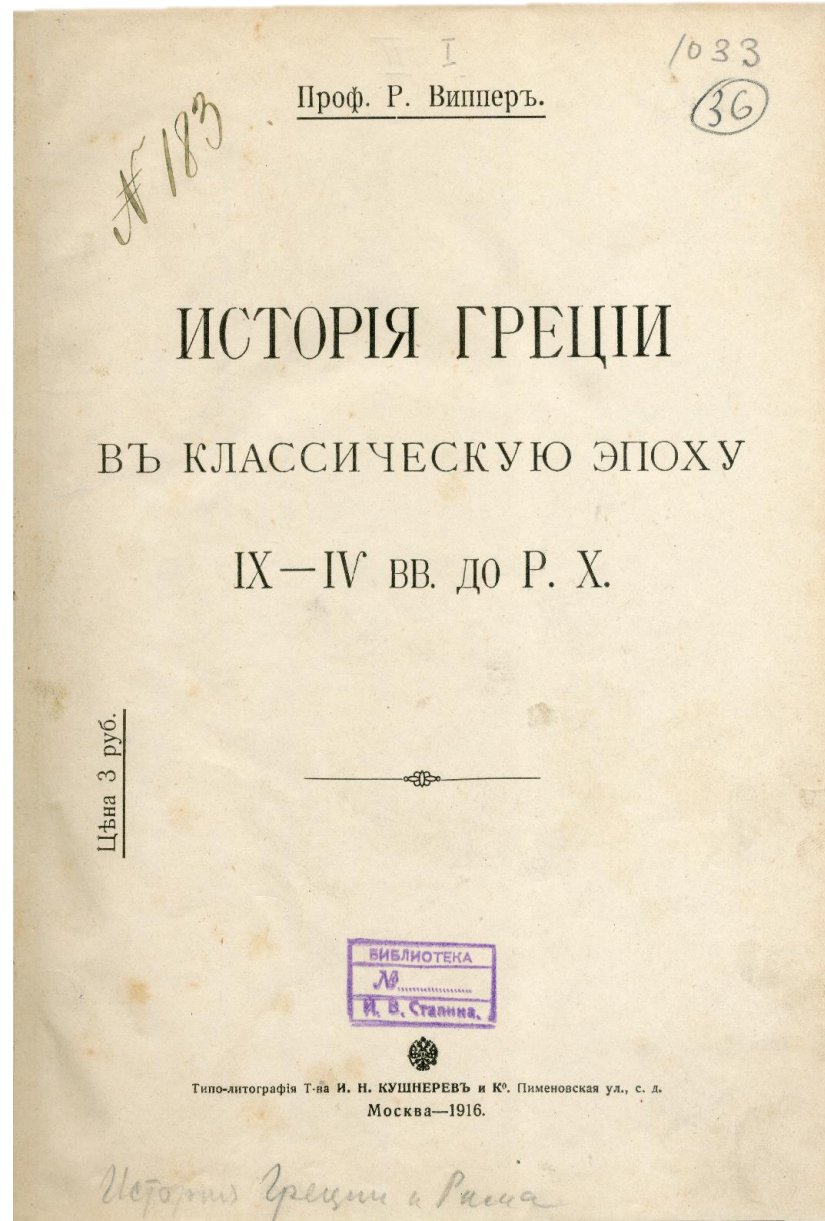 I
1033
Проф. Р. Випперъ.
36
№ 183
ИСТОРІЯ ГРЕЦІИ
ВЪ КЛАССИЧЕСКУЮ ЭПОХУ
IX—IV ВВ. ДО Р. Х.
Цѣна 3 руб.
БИБЛИОТЕКА
№
И. В. Сталина.
Типо-литографія Т-ва И. Н. КУШНЕРЕВЪ и Кº. Пименовская ул., с. д.
Москва—1916.
История Греции и Рима